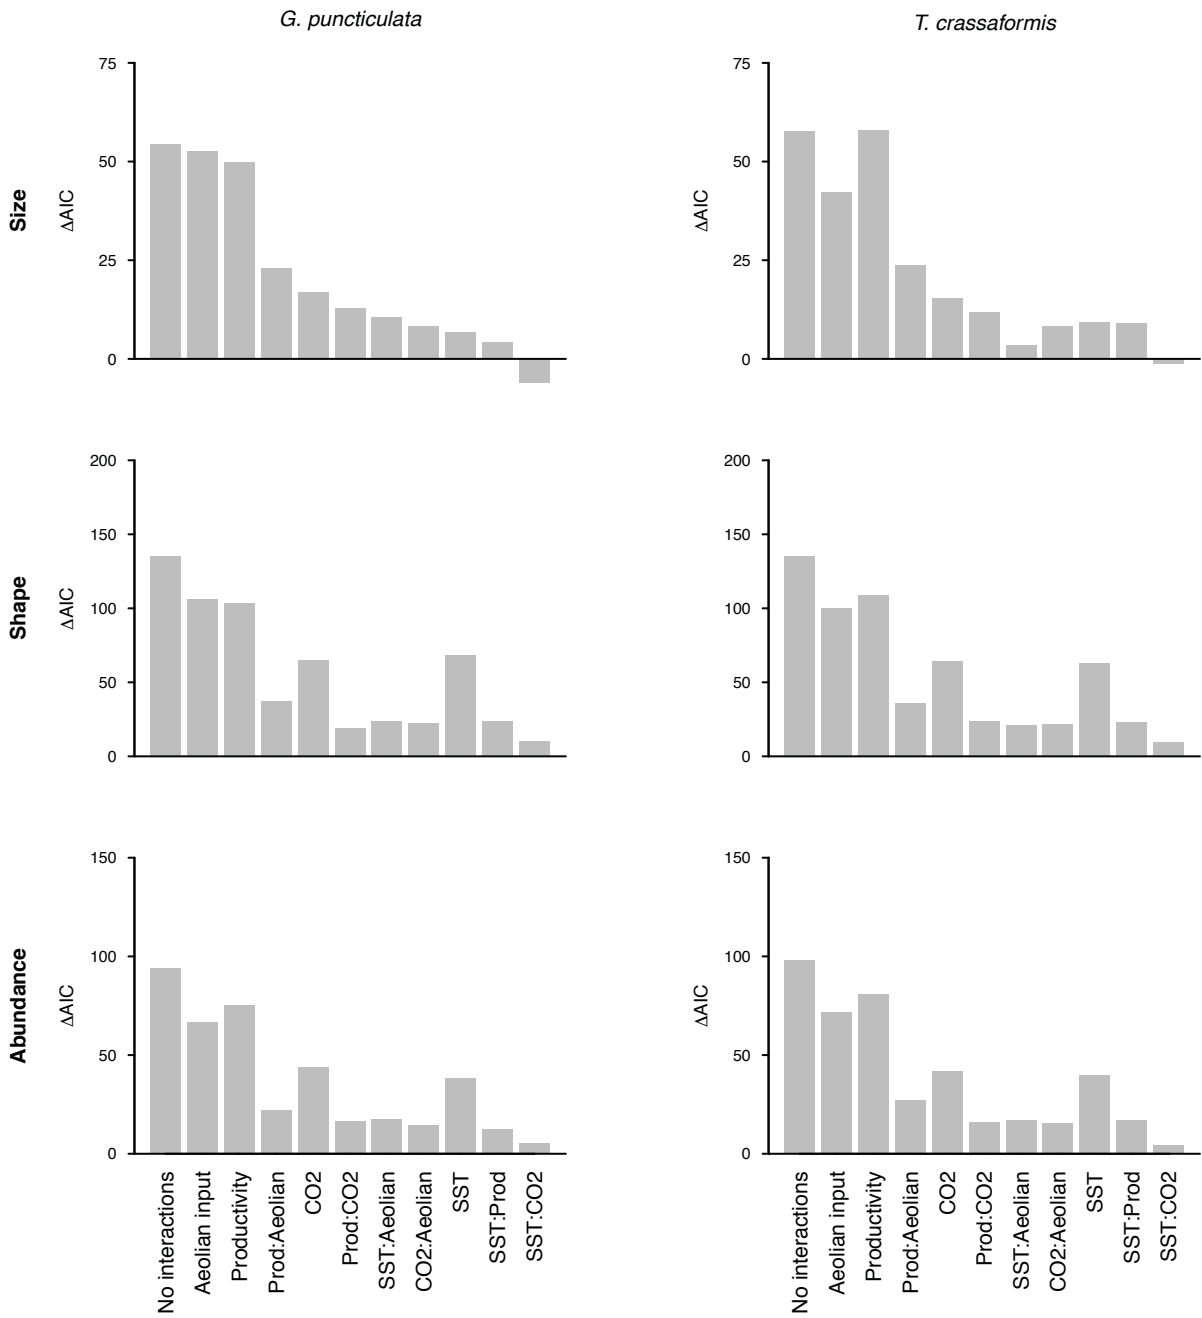 G. puncticulata
T. crassaformis
Size
ΔAIC
75
50
25
0
ΔAIC
75
50
25
0
Shape
ΔAIC
200
150
100
50
0
ΔAIC
200
150
100
50
0
Abundance
ΔAIC
150
100
50
0
ΔAIC
150
100
50
0
No interactions
Aeolian input
Productivity
Prod:Aeolian
CO2
Prod:CO2
SST:Aeolian
CO2:Aeolian
SST
SST:Prod
SST:CO2
No interactions
Aeolian input
Productivity
Prod:Aeolian
CO2
Prod:CO2
SST:Aeolian
CO2:Aeolian
SST
SST:Prod
SST:CO2